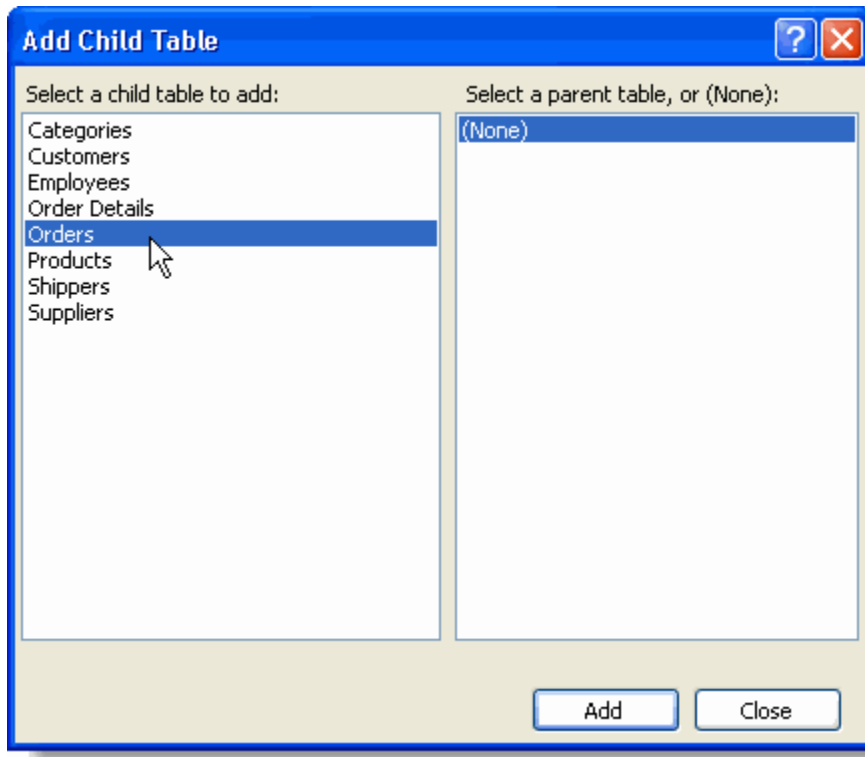 Add Child Table
?
Select a child table to add:
Categories
Customers
Employees
Order Details
Orders
Products
Shippers
Suppliers
Select a parent table, or (None):
(None)
Add
Close